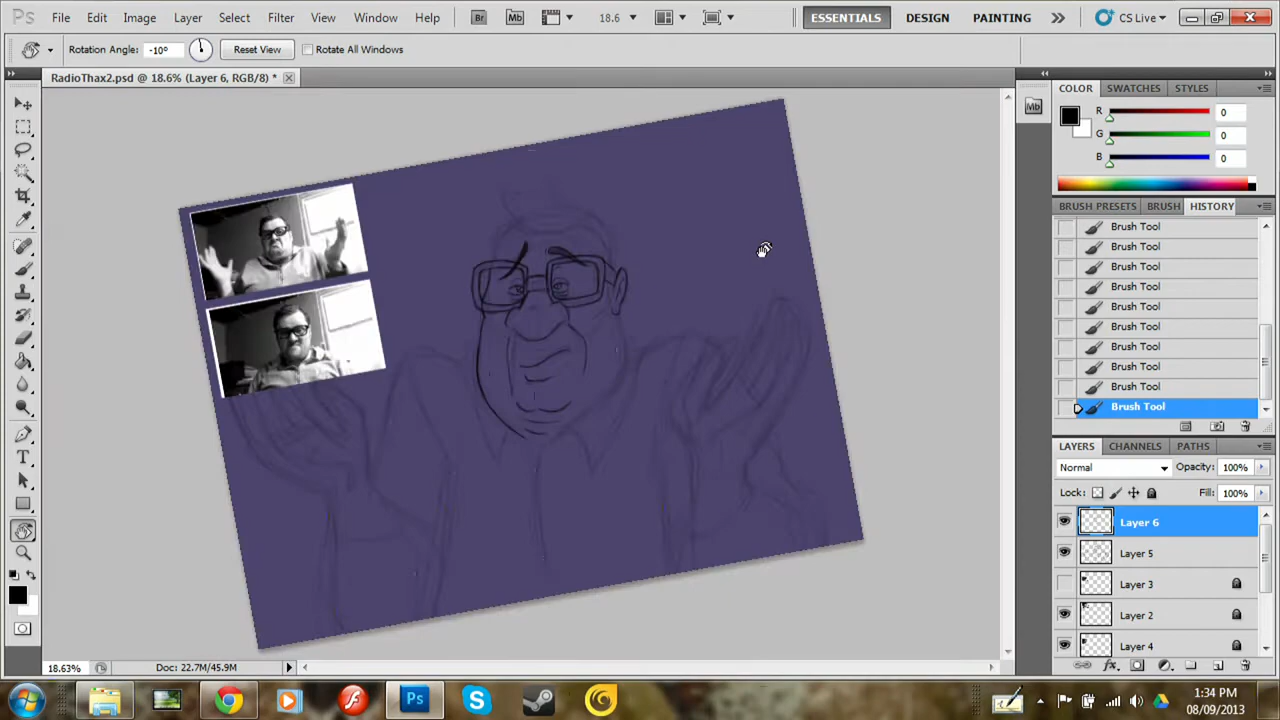 Ps File Edit Image Layer Select Filter View Window Help Br Mb 18.6 ESSENTIALS DESIGN PAINTING CS Live
Rotation Angle: -10° Reset View Rotate All Windows
RadioThax2.psd @ 18.6% (Layer 6, RGB/8) *
COLOR SWATCHES STYLES
Mb
R 0
G 0
B 0
BRUSH PRESETS BRUSH HISTORY
Brush Tool
Brush Tool
Brush Tool
Brush Tool
Brush Tool
Brush Tool
Brush Tool
Brush Tool
Brush Tool
Brush Tool
LAYERS CHANNELS PATHS
Normal Opacity: 100%
Lock: Fill: 100%
Layer 6
Layer 5
Layer 3
Layer 2
Layer 4
18.63% Doc: 22.7M/45.9M
Ps
1:34 PM
08/09/2013